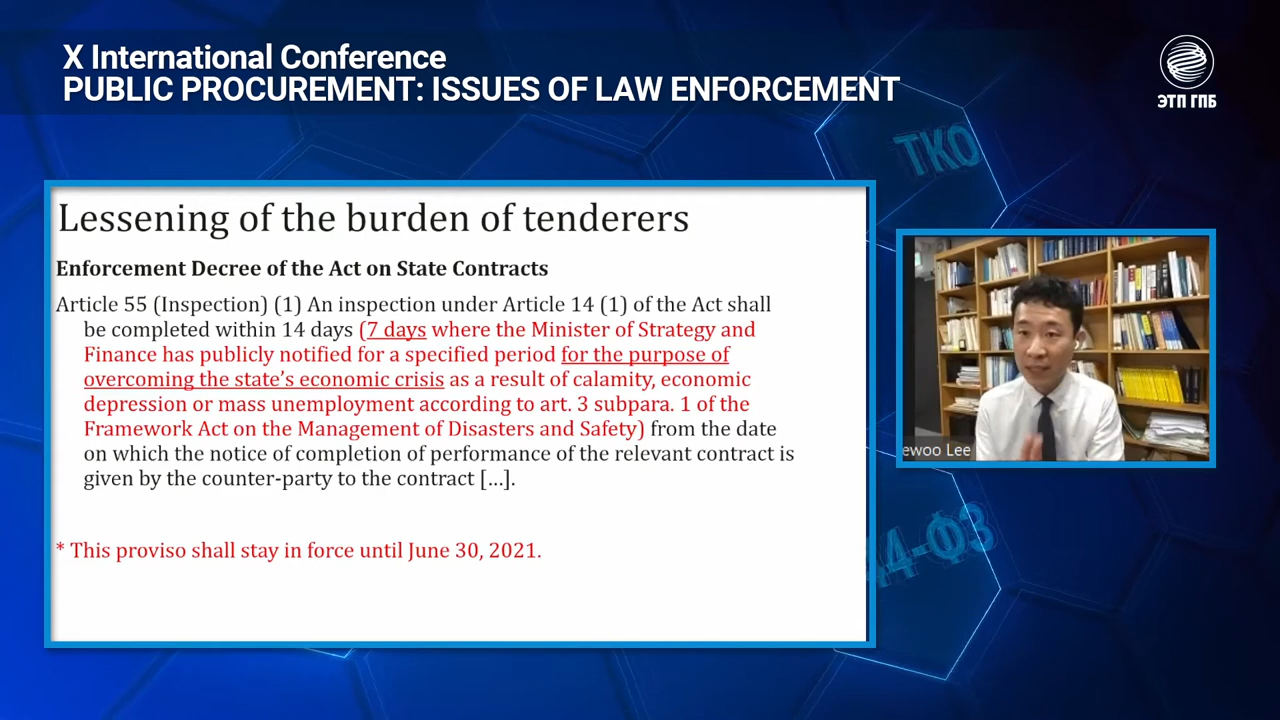 X International Conference
PUBLIC PROCUREMENT: ISSUES OF LAW ENFORCEMENT
ЭТП ГПБ
ТКО
Lessening of the burden of tenderers
Enforcement Decree of the Act on State Contracts
Article 55 (Inspection) (1) An inspection under Article 14 (1) of the Act shall
be completed within 14 days (7 days where the Minister of Strategy and
Finance has publicly notified for a specified period for the purpose of
overcoming the state's economic crisis as a result of calamity, economic
depression or mass unemployment according to art. 3 subpara. 1 of the
Framework Act on the Management of Disasters and Safety) from the date
on which the notice of completion of performance of the relevant contract is
given by the counter-party to the contract [...].
* This proviso shall stay in force until June 30, 2021.
ewoo Lee
44-ФЗ